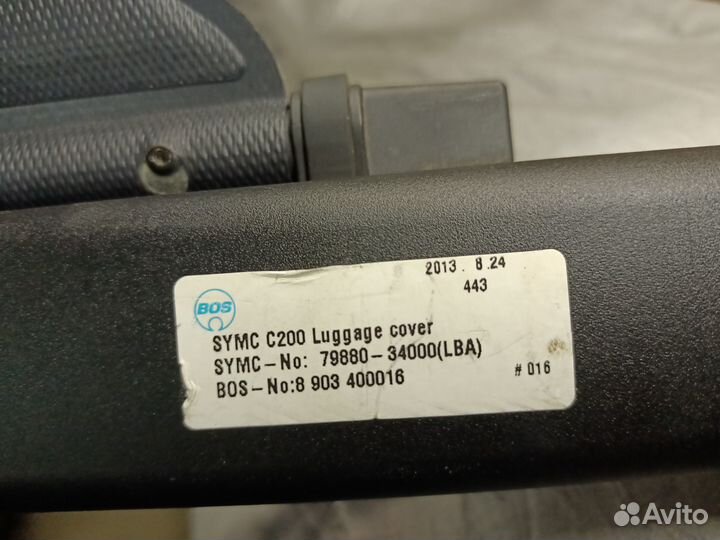 2013 . 8 .24
443
BOS
SYMC C200 Luggage cover
SYMC-No: 79880-34000(LBA)
BOS-No:8 903 400016
#016
Avito